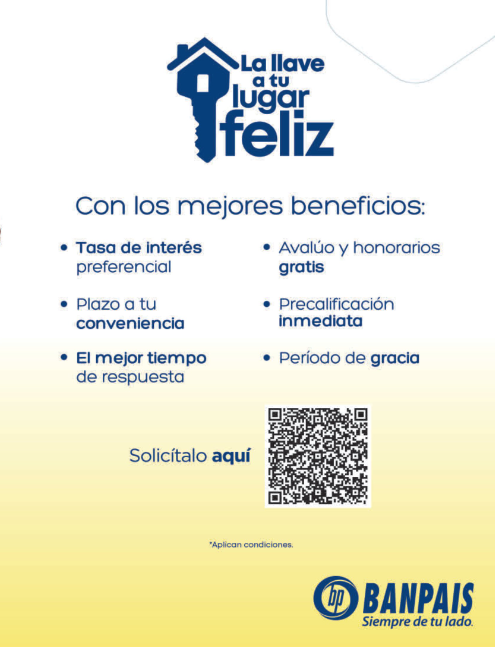 La llave
a tu
lugar
feliz
Con los mejores beneficios:
• Tasa de interés
preferencial
• Plazo a tu
conveniencia
• El mejor tiempo
de respuesta
• Avalúo y honorarios
gratis
• Precalificación
inmediata
• Período de gracia
Solicítalo aquí
*Aplican condiciones.
bp BANPAIS
Siempre de tu lado.